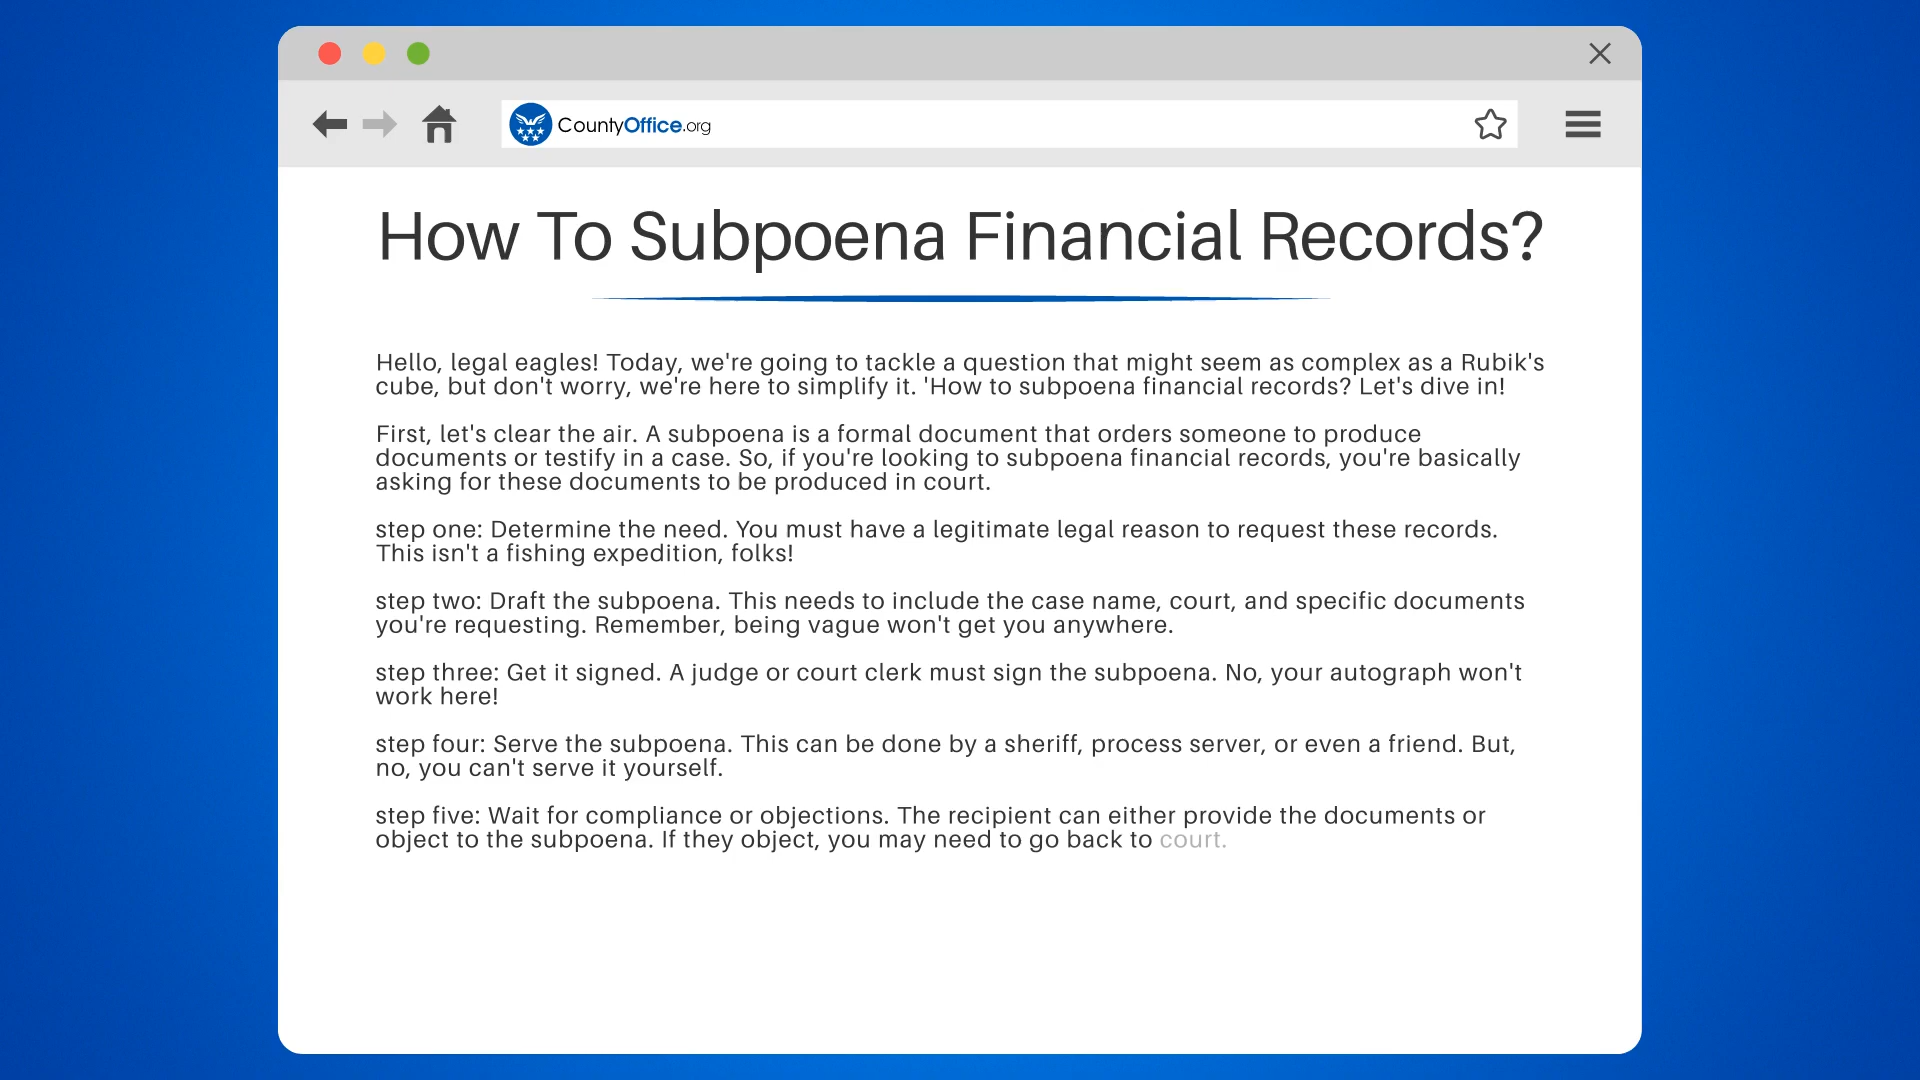 CountyOffice.org
How To Subpoena Financial Records?
Hello, legal eagles! Today, we're going to tackle a question that might seem as complex as a Rubik's
cube, but don't worry, we're here to simplify it. 'How to subpoena financial records? Let's dive in!
First, let's clear the air. A subpoena is a formal document that orders someone to produce
documents or testify in a case. So, if you're looking to subpoena financial records, you're basically
asking for these documents to be produced in court.
step one: Determine the need. You must have a legitimate legal reason to request these records.
This isn't a fishing expedition, folks!
step two: Draft the subpoena. This needs to include the case name, court, and specific documents
you're requesting. Remember, being vague won't get you anywhere.
step three: Get it signed. A judge or court clerk must sign the subpoena. No, your autograph won't
work here!
step four: Serve the subpoena. This can be done by a sheriff, process server, or even a friend. But,
no, you can't serve it yourself.
step five: Wait for compliance or objections. The recipient can either provide the documents or
object to the subpoena. If they object, you may need to go back to court.